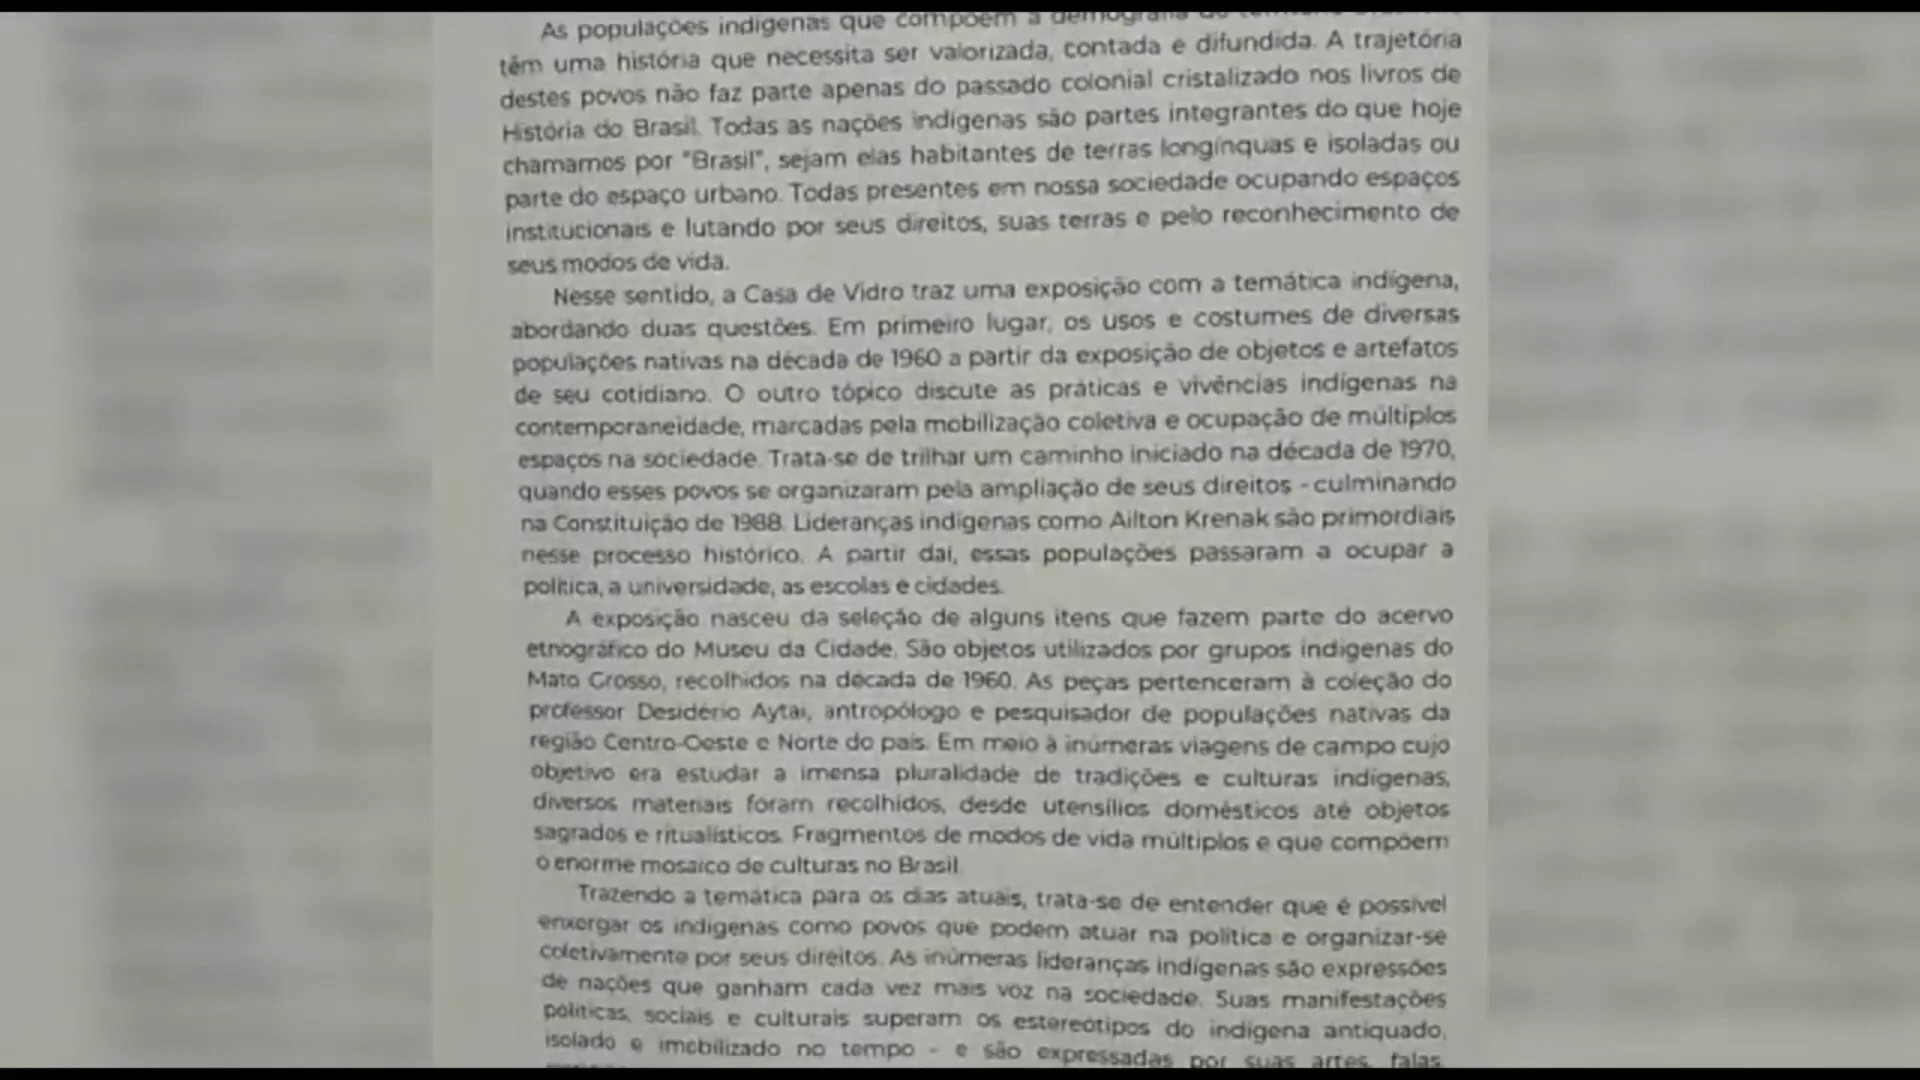 As populações indígenas que compõem a demografia do
têm uma história que necessita ser valorizada, contada e difundida. A trajetória
destes povos não faz parte apenas do passado colonial cristalizado nos livros de
História do Brasil. Todas as nações indígenas são partes integrantes do que hoje
chamamos por "Brasil", sejam elas habitantes de terras longínquas e isoladas ou
parte do espaço urbano. Todas presentes em nossa sociedade ocupando espaços
institucionais e lutando por seus direitos, suas terras e pelo reconhecimento de
seus modos de vida.
Nesse sentido, a Casa de Vidro traz uma exposição com a temática indígena,
abordando duas questões. Em primeiro lugar, os usos e costumes de diversas
populações nativas na década de 1960 a partir da exposição de objetos e artefatos
de seu cotidiano. O outro tópico discute as práticas e vivências indígenas na
contemporaneidade, marcadas pela mobilização coletiva e ocupação de múltiplos
espaços na sociedade. Trata-se de trilhar um caminho iniciado na década de 1970,
quando esses povos se organizaram pela ampliação de seus direitos - culminando
na Constituição de 1988. Lideranças indígenas como Ailton Krenak são primordiais
nesse processo histórico. A partir daí, essas populações passaram a ocupar a
política, a universidade, as escolas e cidades.
A exposição nasceu da seleção de alguns itens que fazem parte do acervo
etnográfico do Museu da Cidade. São objetos utilizados por grupos indígenas do
Mato Grosso, recolhidos na década de 1960. As peças pertenceram à coleção do
professor Desidério Aytai, antropólogo e pesquisador de populações nativas da
região Centro-Oeste e Norte do país. Em meio à inúmeras viagens de campo cujo
objetivo era estudar a imensa pluralidade de tradições e culturas indígenas,
diversos materiais foram recolhidos, desde utensílios domésticos até objetos
sagrados e ritualísticos. Fragmentos de modos de vida múltiplos e que compõem
o enorme mosaico de culturas no Brasil.
Trazendo a temática para os dias atuais, trata-se de entender que é possível
enxergar os indígenas como povos que podem atuar na política e organizar-se
coletivamente por seus direitos. As inúmeras lideranças indígenas são expressões
de nações que ganham cada vez mais voz na sociedade. Suas manifestações
políticas, sociais e culturais superam os estereótipos do indígena antiquado,
isolado e imobilizado no tempo - e são expressadas por suas artes, falas,